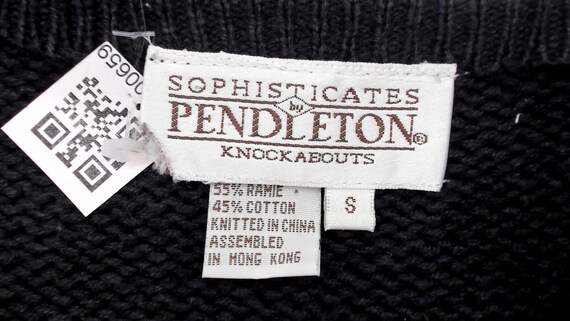 00659
SOPHISTICATES
by
PENDLETON®
KNOCKABOUTS
55% RAMIE
45% COTTON
KNITTED IN CHINA
ASSEMBLED
IN HONG KONG
S